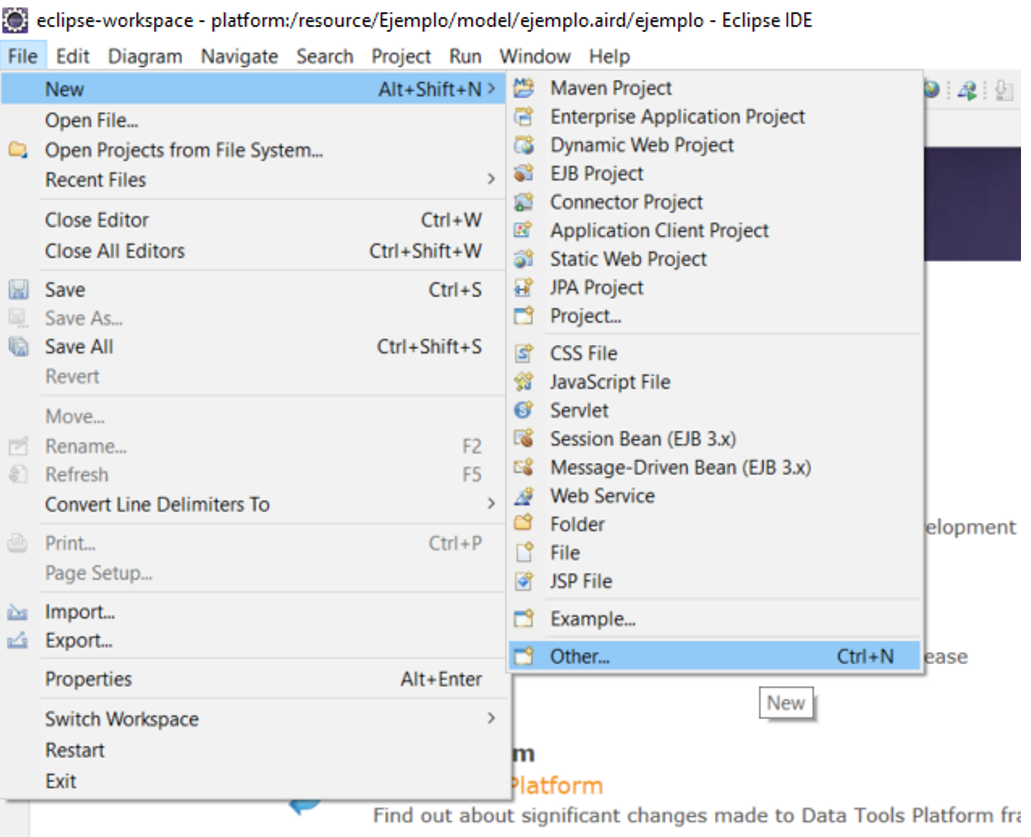 eclipse-workspace - platform:/resource/Ejemplo/model/ejemplo.aird/ejemplo - Eclipse IDE
File Edit Diagram Navigate Search Project Run Window Help
New Alt+Shift+N >
Open File...
Open Projects from File System...
Recent Files >
Close Editor Ctrl+W
Close All Editors Ctrl+Shift+W
Save Ctrl+S
Save As...
Save All Ctrl+Shift+S
Revert
Move...
Rename... F2
Refresh F5
Convert Line Delimiters To >
Print... Ctrl+P
Page Setup...
Import...
Export...
Properties Alt+Enter
Switch Workspace >
Restart
Exit
Maven Project
Enterprise Application Project
Dynamic Web Project
EJB Project
Connector Project
Application Client Project
Static Web Project
JPA Project
Project...
CSS File
JavaScript File
Servlet
Session Bean (EJB 3.x)
Message-Driven Bean (EJB 3.x)
Web Service
Folder
File
JSP File
Example...
Other... Ctrl+N
elopment
ease
New
m
Platform
Find out about significant changes made to Data Tools Platform fra